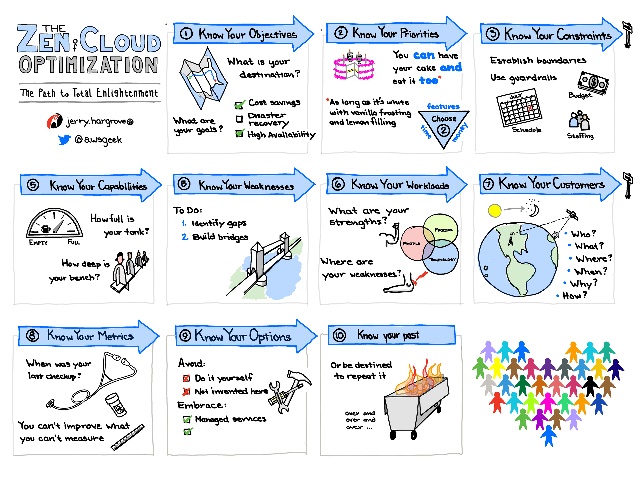 THE
ZEN of CLOUD
OPTIMIZATION
The Path to Total Enlightenment
jerry.hargrove@
@awsgeek
① Know Your Objectives
What is your
destination?
What are
your goals?
Cost savings
Disaster
recovery
High Availability
② Know Your Priorities
You can have
your cake and
eat it too*
*As long as it's white
with vanilla frosting
and lemon filling
features
time
money
Choose
②
③ Know Your Constraints
Establish boundaries
Use guardrails
Budget
JULY
Schedule
Staffing
⑤ Know Your Capabilities
How full is
your tank?
EMPTY
FULL
How deep is
your bench?
Know Your Weaknesses
To Do:
1. Identify gaps
2. Build bridges
⑥ Know Your Workloads
What are your
strengths?
Process
People
Technology
Where are
your weaknesses?
⑦ Know Your Customers
• Who?
• What?
• Where?
• When?
• Why?
• How?
⑧ Know Your Metrics
When was your
last checkup?
You can't improve what
you can't measure
⑨ Know Your Options
Avoid:
Do it yourself
Not invented here
Embrace:
Managed services
⑩ Know your past
Or be destined
to repeat it
over and
over and
over ...